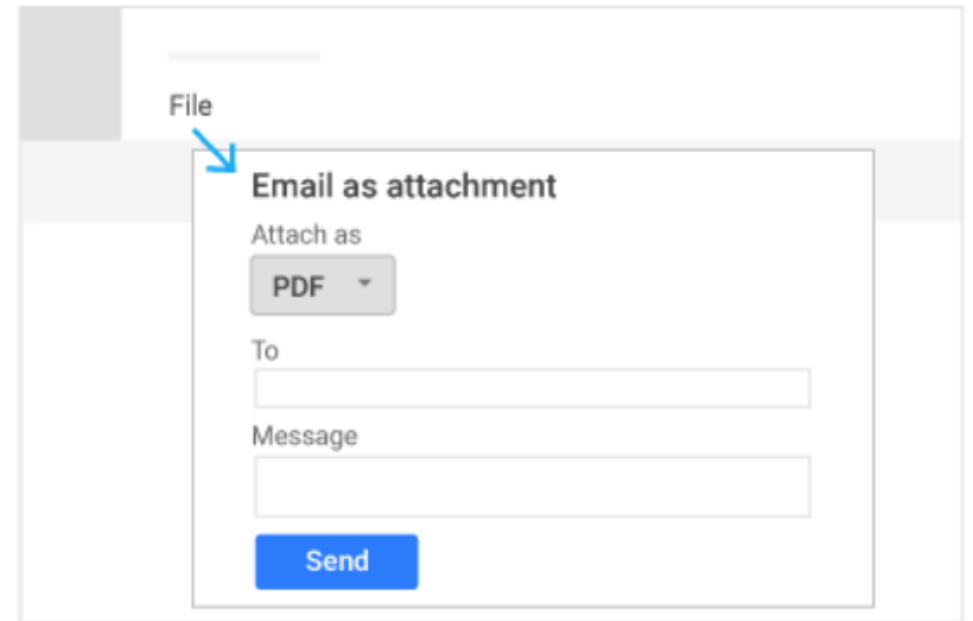 File
Email as attachment
Attach as
PDF
To
Message
Send